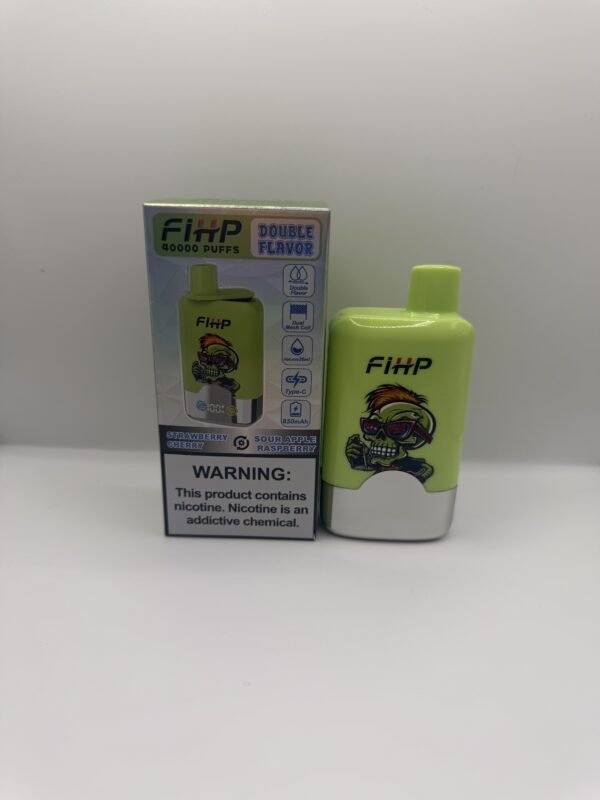 FiHP
40000 PUFFS
DOUBLE
FLAVOR
Double
Flavor
Dual
Mesh Coil
Type-C
850mAh
FiHP
STRAWBERRY
CHERRY
SOUR APPLE
RASPBERRY
WARNING:
This product contains
nicotine. Nicotine is an
addictive chemical.
FiHP